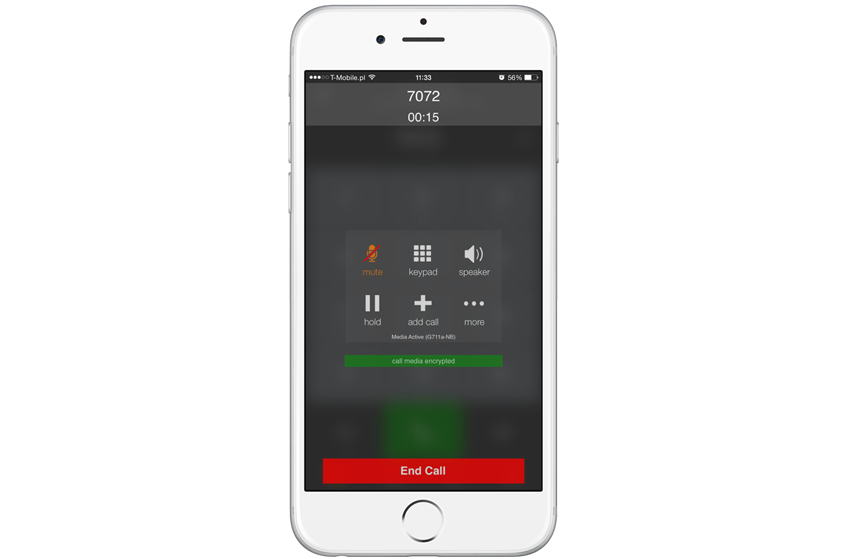 T-Mobile.pl 11:33 56%
7072
00:15
mute keypad speaker
hold add call more
Media Active (G711a-NB)
call media encrypted
End Call